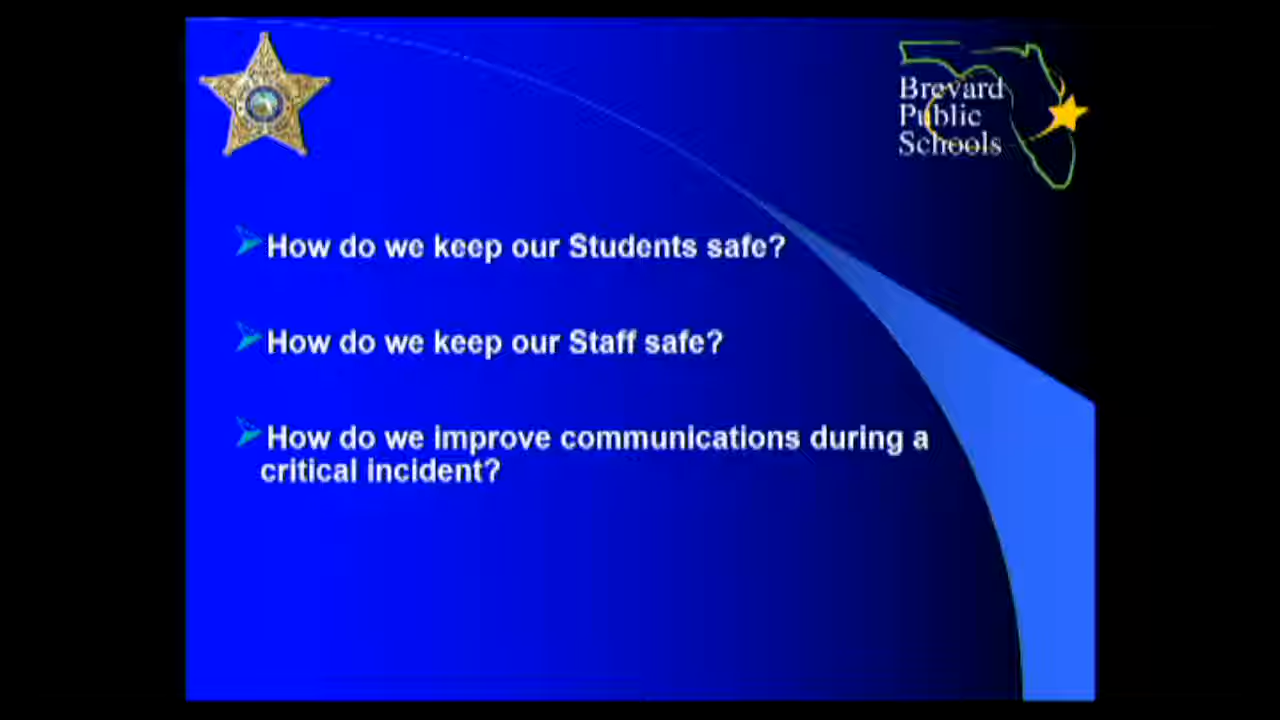 Brevard
Public
Schools
How do we keep our Students safe?
How do we keep our Staff safe?
How do we improve communications during a
critical incident?